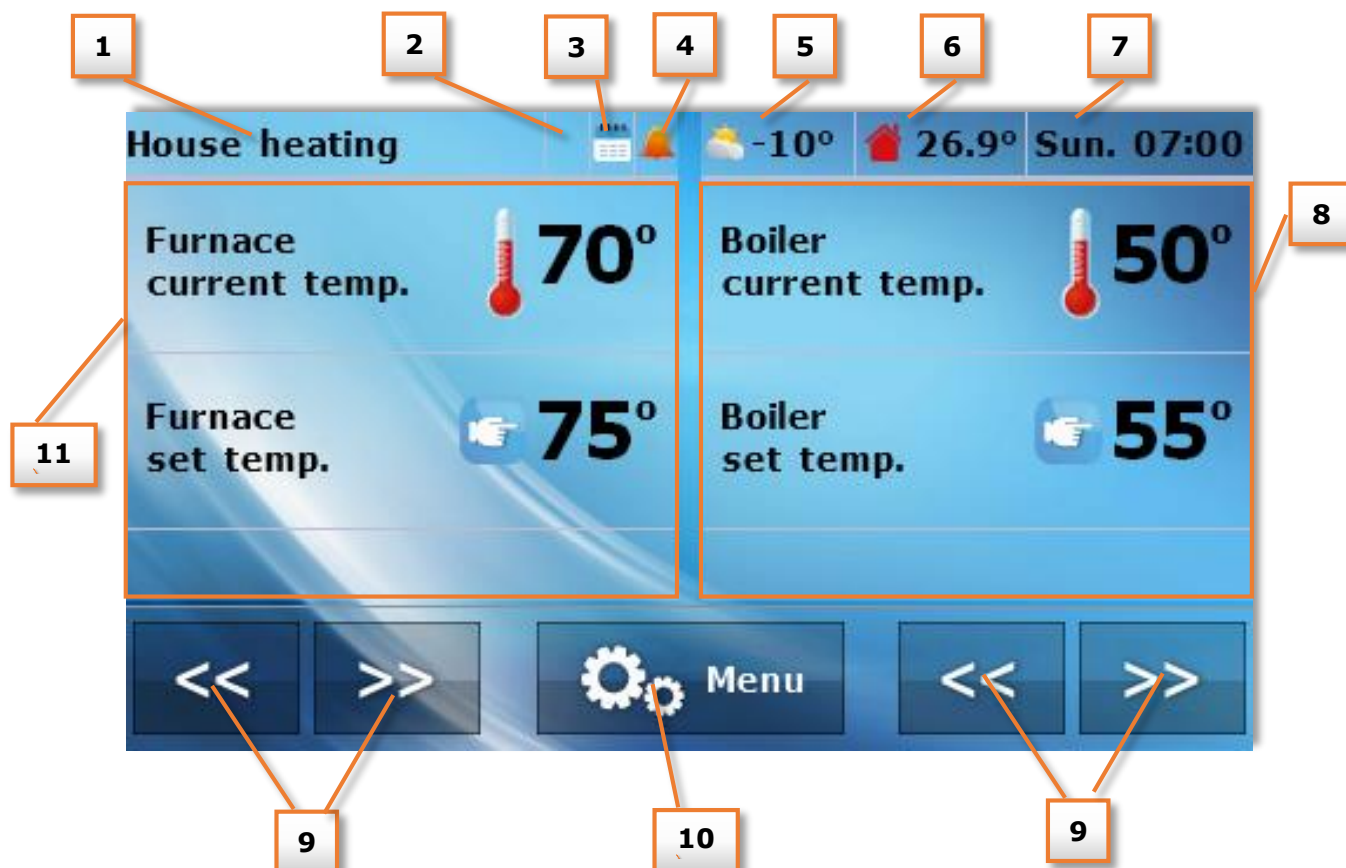 1
2
3
4
5
6
7
House heating
-10°
26.9°
Sun. 07:00
8
Furnace
current temp.
70°
Boiler
current temp.
50°
Furnace
set temp.
75°
Boiler
set temp.
55°
11
<<
>>
Menu
<<
>>
9
10
9